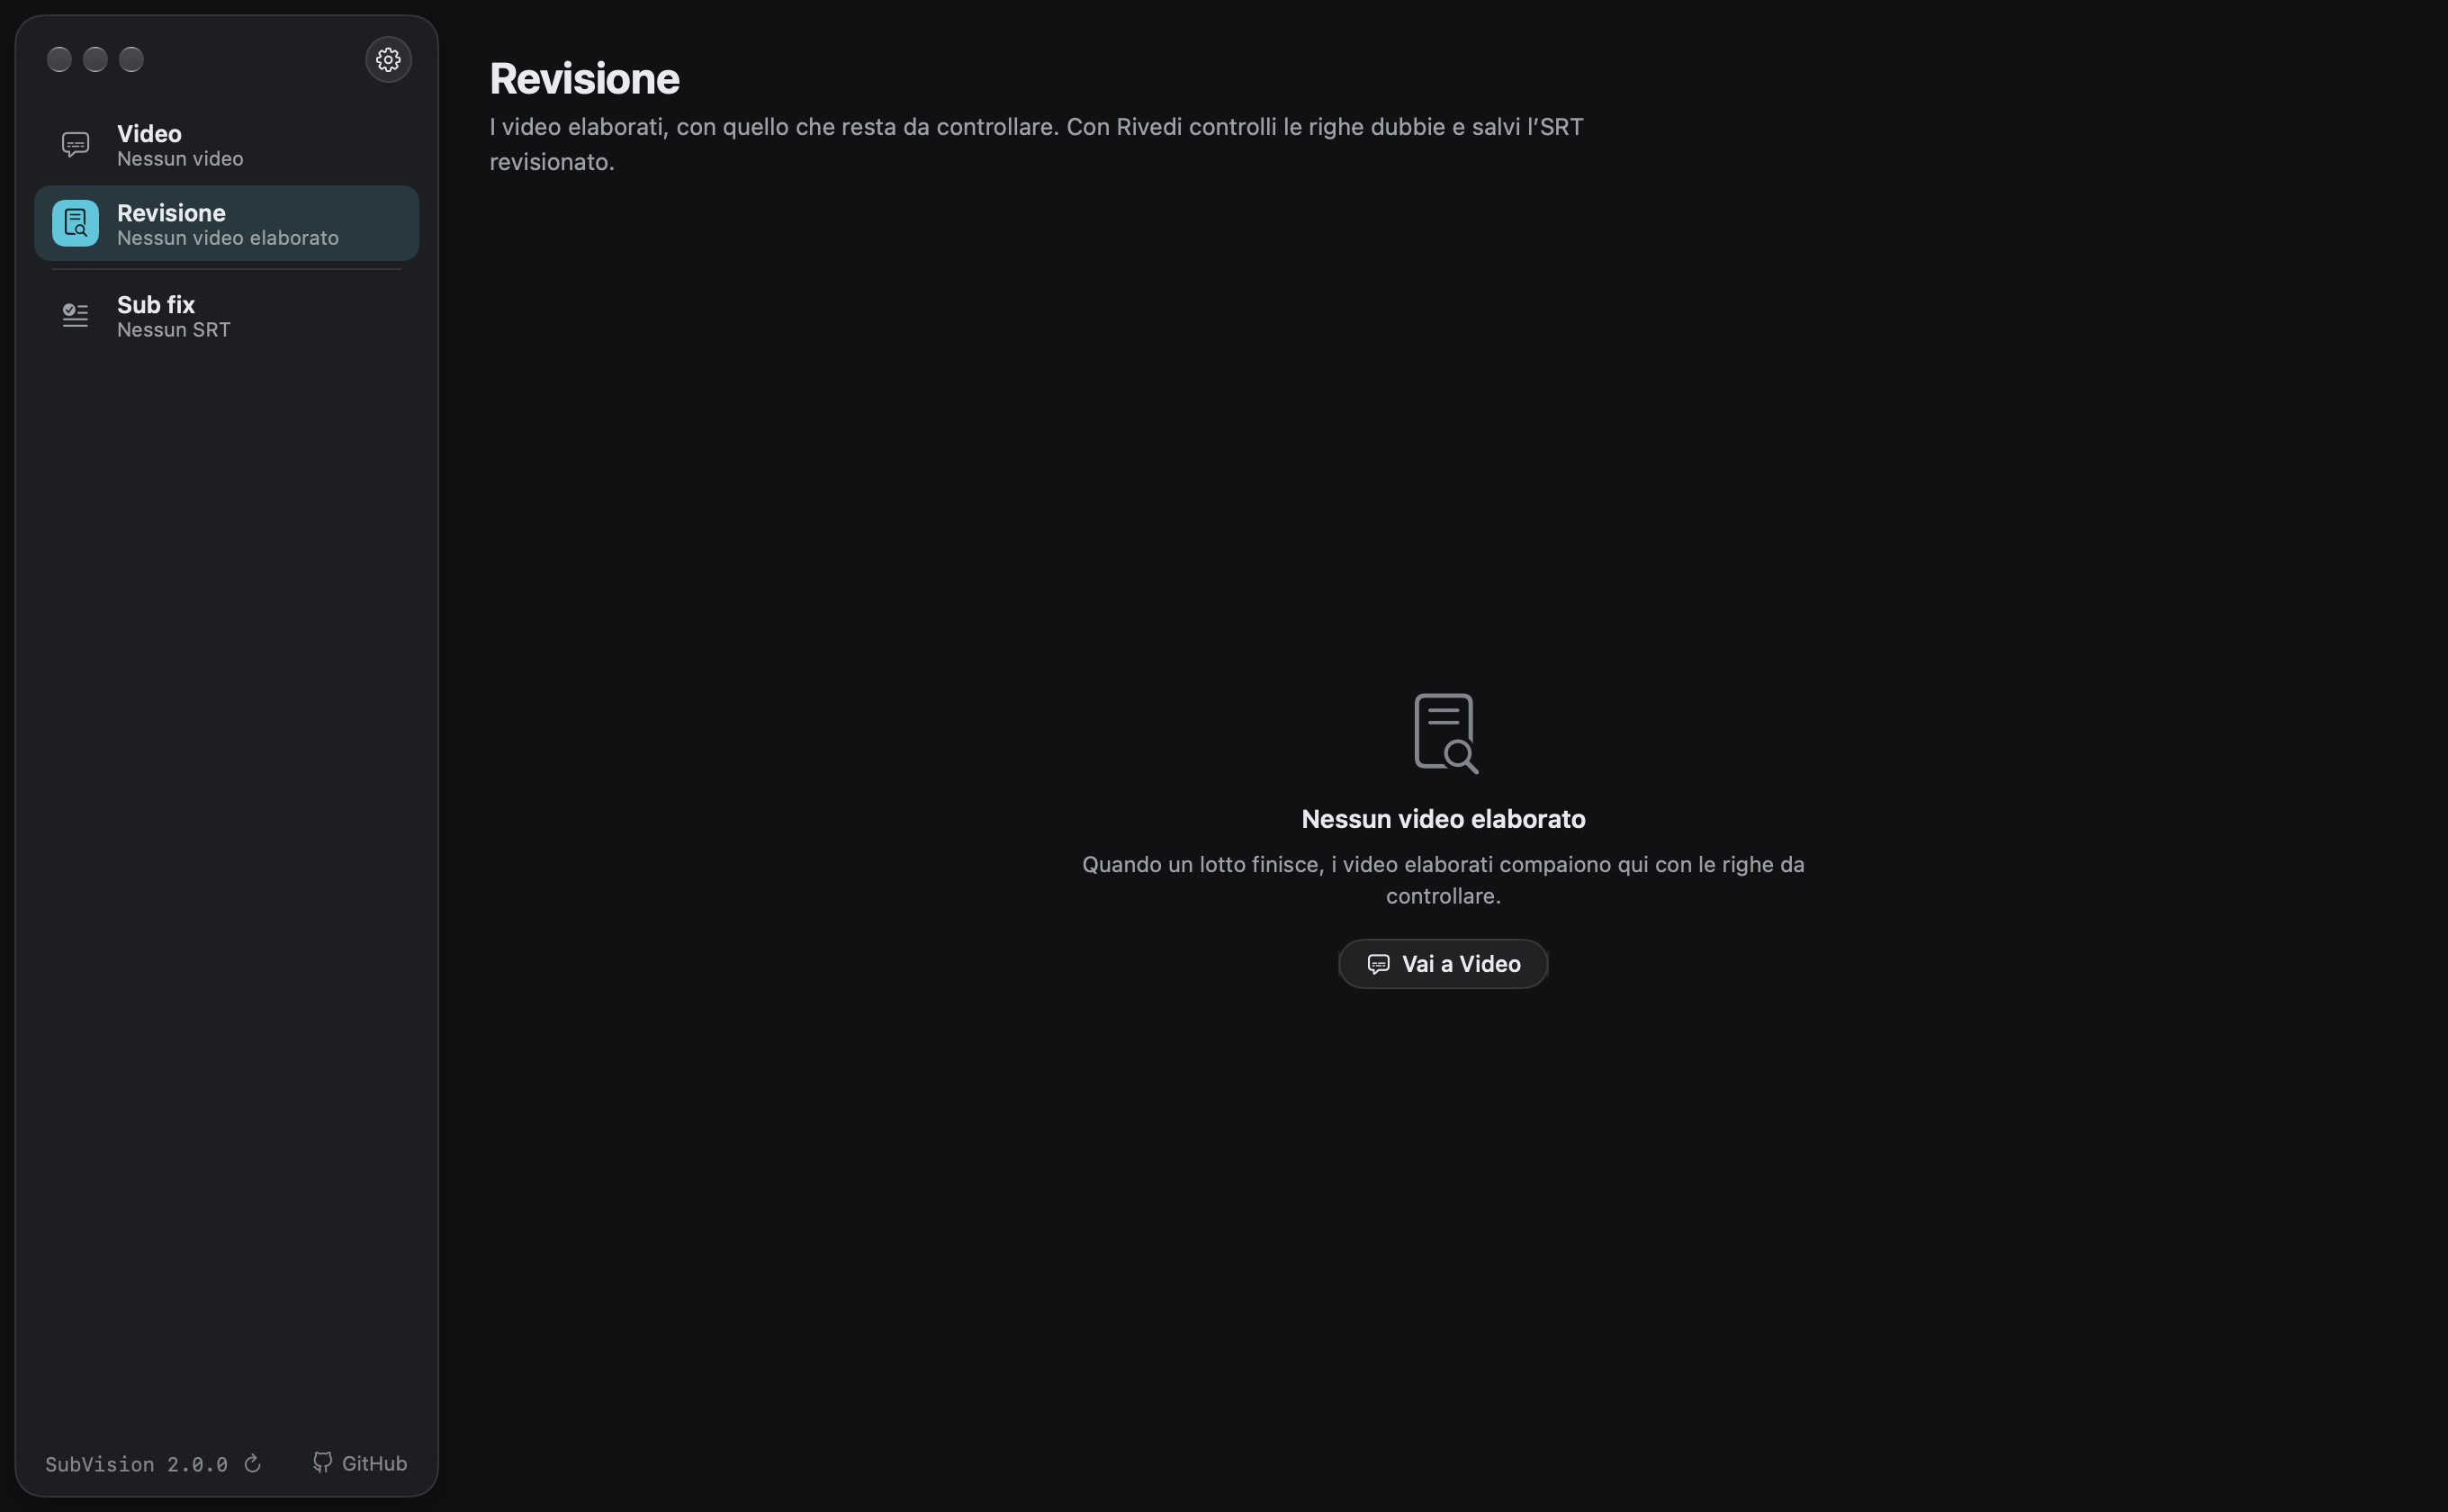 Video
Nessun video
Revisione
Nessun video elaborato
Sub fix
Nessun SRT
SubVision 2.0.0
GitHub
Revisione
I video elaborati, con quello che resta da controllare. Con Rivedi controlli le righe dubbie e salvi l’SRT
revisionato.
Nessun video elaborato
Quando un lotto finisce, i video elaborati compaiono qui con le righe da
controllare.
Vai a Video